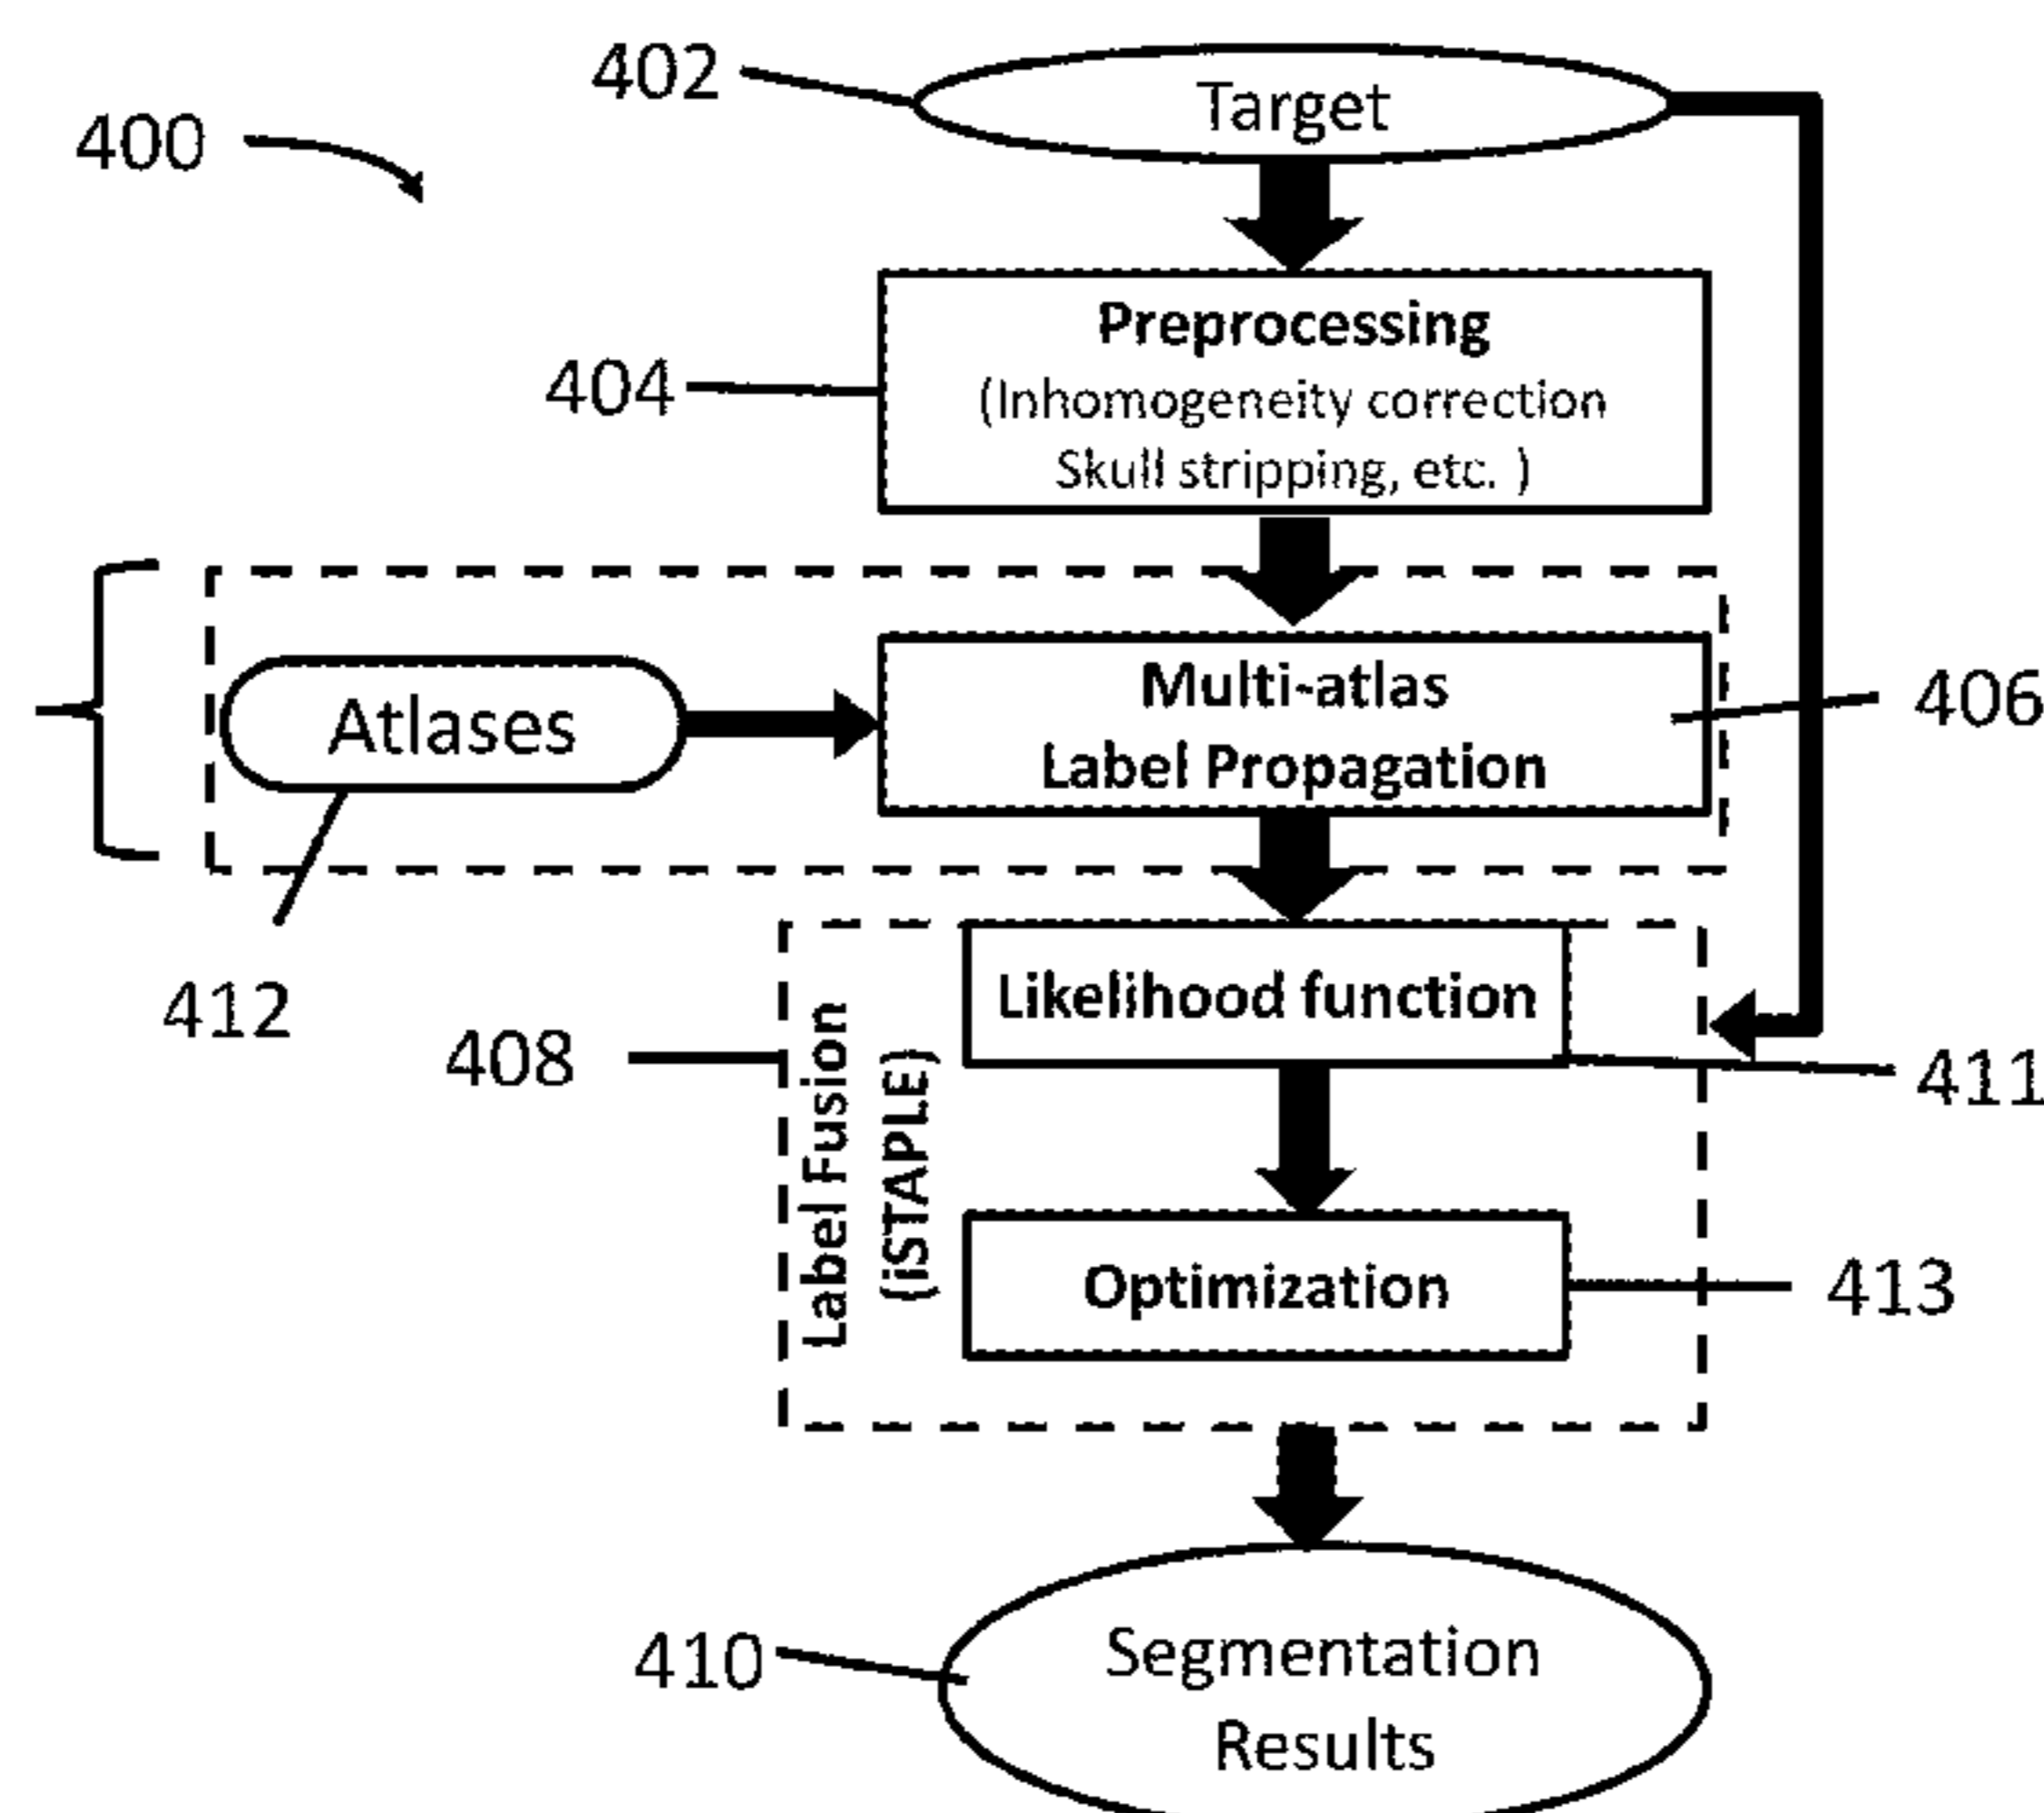 402
Target
400
Preprocessing
404
(Inhomogeneity correction
Skull stripping, etc. )
Multi-atlas
Label Propagation
406
Atlases
412
Likelihood function
408
Label Fusion
(iSTAPLE)
411
Optimization
413
410
Segmentation
Results